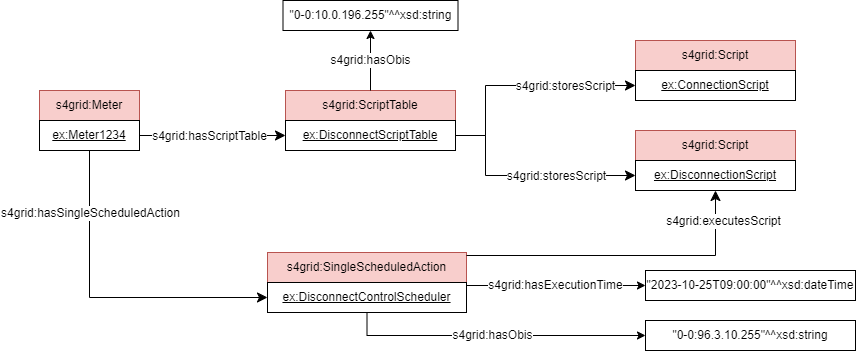 "0-0:10.0.196.255"^^xsd:string
s4grid:hasObis
s4grid:Script
ex:ConnectionScript
s4grid:storesScript
s4grid:Meter
ex:Meter1234
s4grid:hasScriptTable
s4grid:ScriptTable
ex:DisconnectScriptTable
s4grid:Script
ex:DisconnectionScript
s4grid:storesScript
s4grid:hasSingleScheduledAction
s4grid:executesScript
s4grid:SingleScheduledAction
ex:DisconnectControlScheduler
s4grid:hasExecutionTime
"2023-10-25T09:00:00"^^xsd:dateTime
s4grid:hasObis
"0-0:96.3.10.255"^^xsd:string